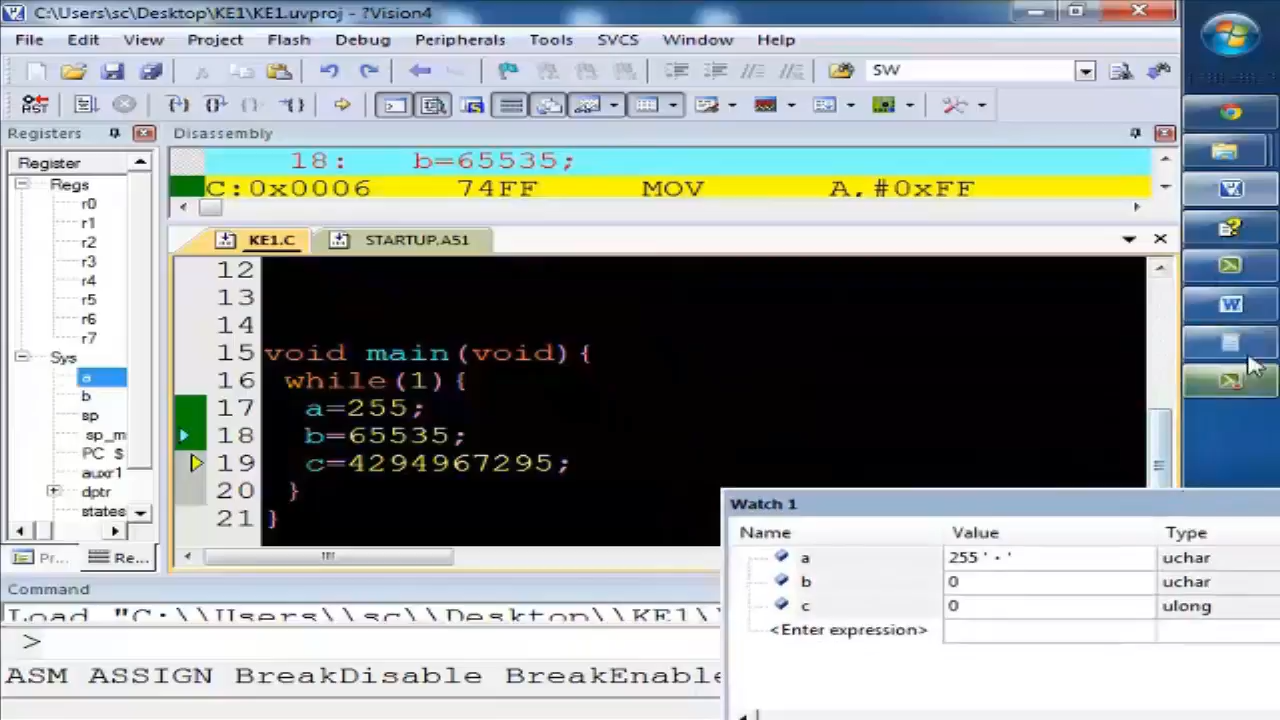 C:\Users\sc\Desktop\KE1\KE1.uvproj - ?Vision4
File Edit View Project Flash Debug Peripherals Tools SVCS Window Help
SW
RST
Registers
Disassembly
Register
Regs
r0
r1
r2
r3
r4
r5
r6
r7
Sys
a
b
sp
sp_m
PC $
auxr1
dptr
states
Pr... Re...
18: b=65535;
C:0x0006 74FF MOV A,#0xFF
KE1.C STARTUP.A51
12
13
14
15 void main(void){
16 while(1){
17 a=255;
18 b=65535;
19 c=4294967295;
20 }
21 }
Watch 1
Name Value Type
a 255 ' · ' uchar
b 0 uchar
c 0 ulong
<Enter expression>
Command
Load "C:\\Users\\sc\\Desktop\\KE1\\
>
ASM ASSIGN BreakDisable BreakEnable